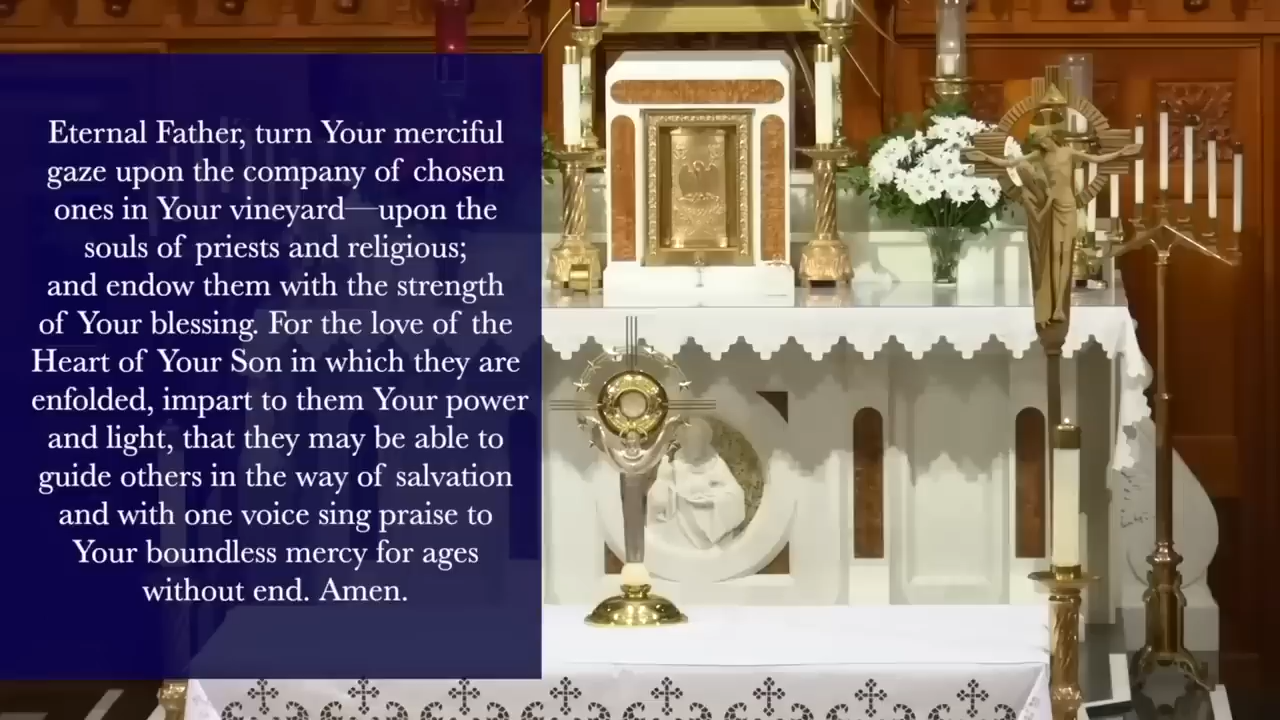 Eternal Father, turn Your merciful
gaze upon the company of chosen
ones in Your vineyard—upon the
souls of priests and religious;
and endow them with the strength
of Your blessing. For the love of the
Heart of Your Son in which they are
enfolded, impart to them Your power
and light, that they may be able to
guide others in the way of salvation
and with one voice sing praise to
Your boundless mercy for ages
without end. Amen.